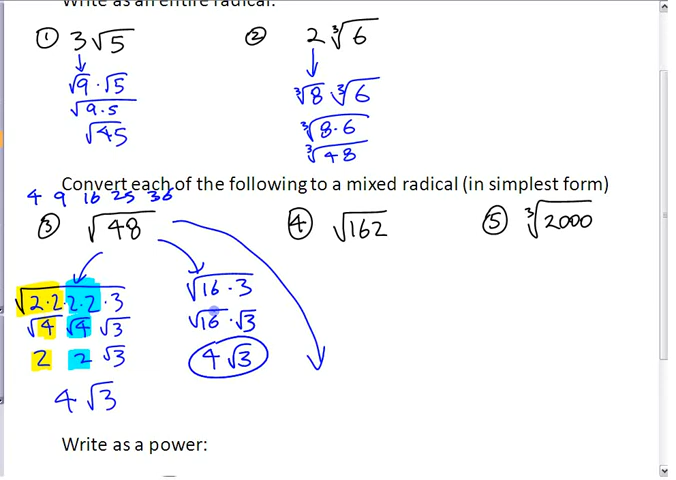 Write as an entire radical:
① 3√5
② 2∛6
√9 · √5
∛8 ∛6
√(9·5)
∛(8·6)
√45
∛48
Convert each of the following to a mixed radical (in simplest form)
4 9 16 25 36
③ √48
④ √162
⑤ ∛2000
√(2·2·2·2·3)
√4 √4 √3
2 2 √3
4√3
√(16·3)
√16 · √3
4√3
Write as a power: